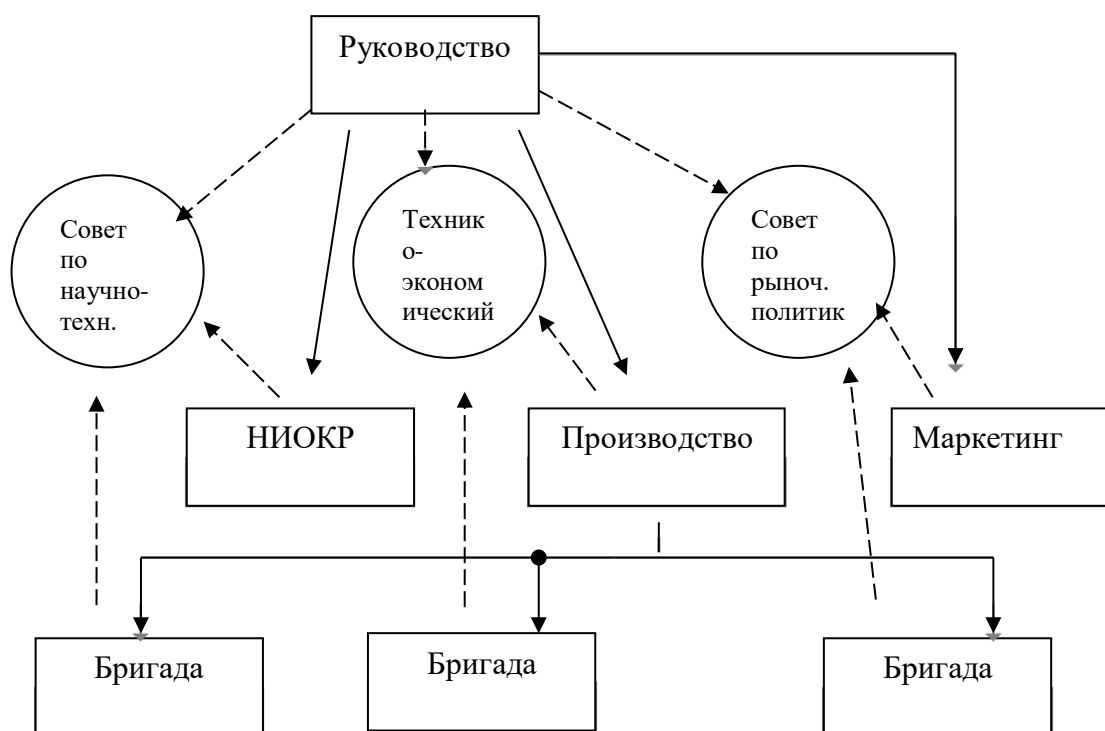 Руководство
Совет
по
научно-
техн.
Техник
о-
эконом
ический
Совет
по
рыноч.
политик
НИОКР
Производство
Маркетинг
Бригада
Бригада
Бригада